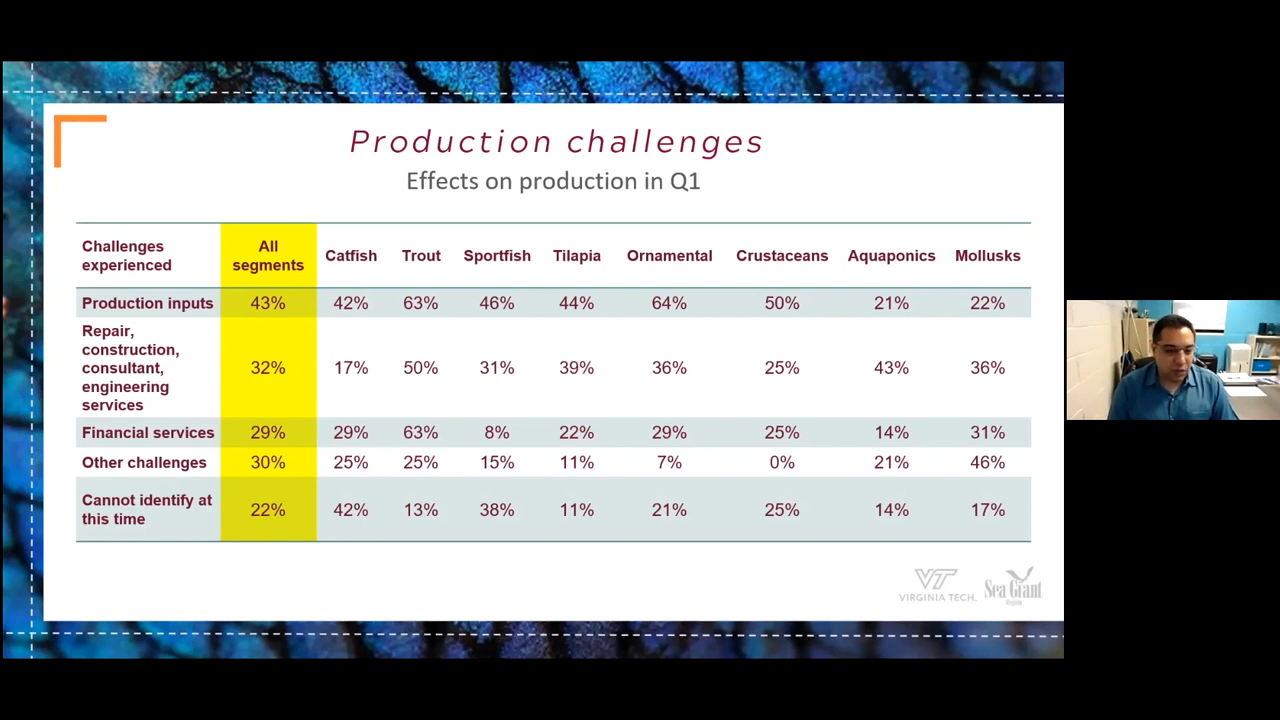 Production challenges
Effects on production in Q1
Challenges experienced All segments Catfish Trout Sportfish Tilapia Ornamental Crustaceans Aquaponics Mollusks
Production inputs 43% 42% 63% 46% 44% 64% 50% 21% 22%
Repair,
construction,
consultant,
engineering
services 32% 17% 50% 31% 39% 36% 25% 43% 36%
Financial services 29% 29% 63% 8% 22% 29% 25% 14% 31%
Other challenges 30% 25% 25% 15% 11% 7% 0% 21% 46%
Cannot identify at
this time 22% 42% 13% 38% 11% 21% 25% 14% 17%
VT
VIRGINIA TECH.
Sea Grant
Virginia